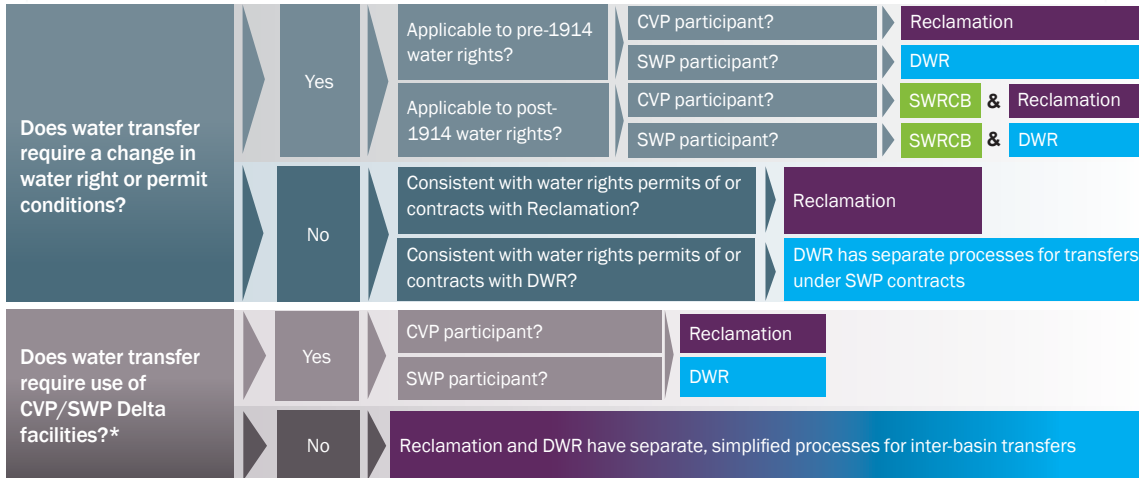 Does water transfer
require a change in
water right or permit
conditions?
Yes
Applicable to pre-1914
water rights?
CVP participant?
Reclamation
SWP participant?
DWR
Applicable to post-
1914 water rights?
CVP participant?
SWRCB & Reclamation
SWP participant?
SWRCB & DWR
No
Consistent with water rights permits of or
contracts with Reclamation?
Reclamation
Consistent with water rights permits of or
contracts with DWR?
DWR has separate processes for transfers
under SWP contracts
Does water transfer
require use of
CVP/SWP Delta
facilities?*
Yes
CVP participant?
Reclamation
SWP participant?
DWR
No
Reclamation and DWR have separate, simplified processes for inter-basin transfers